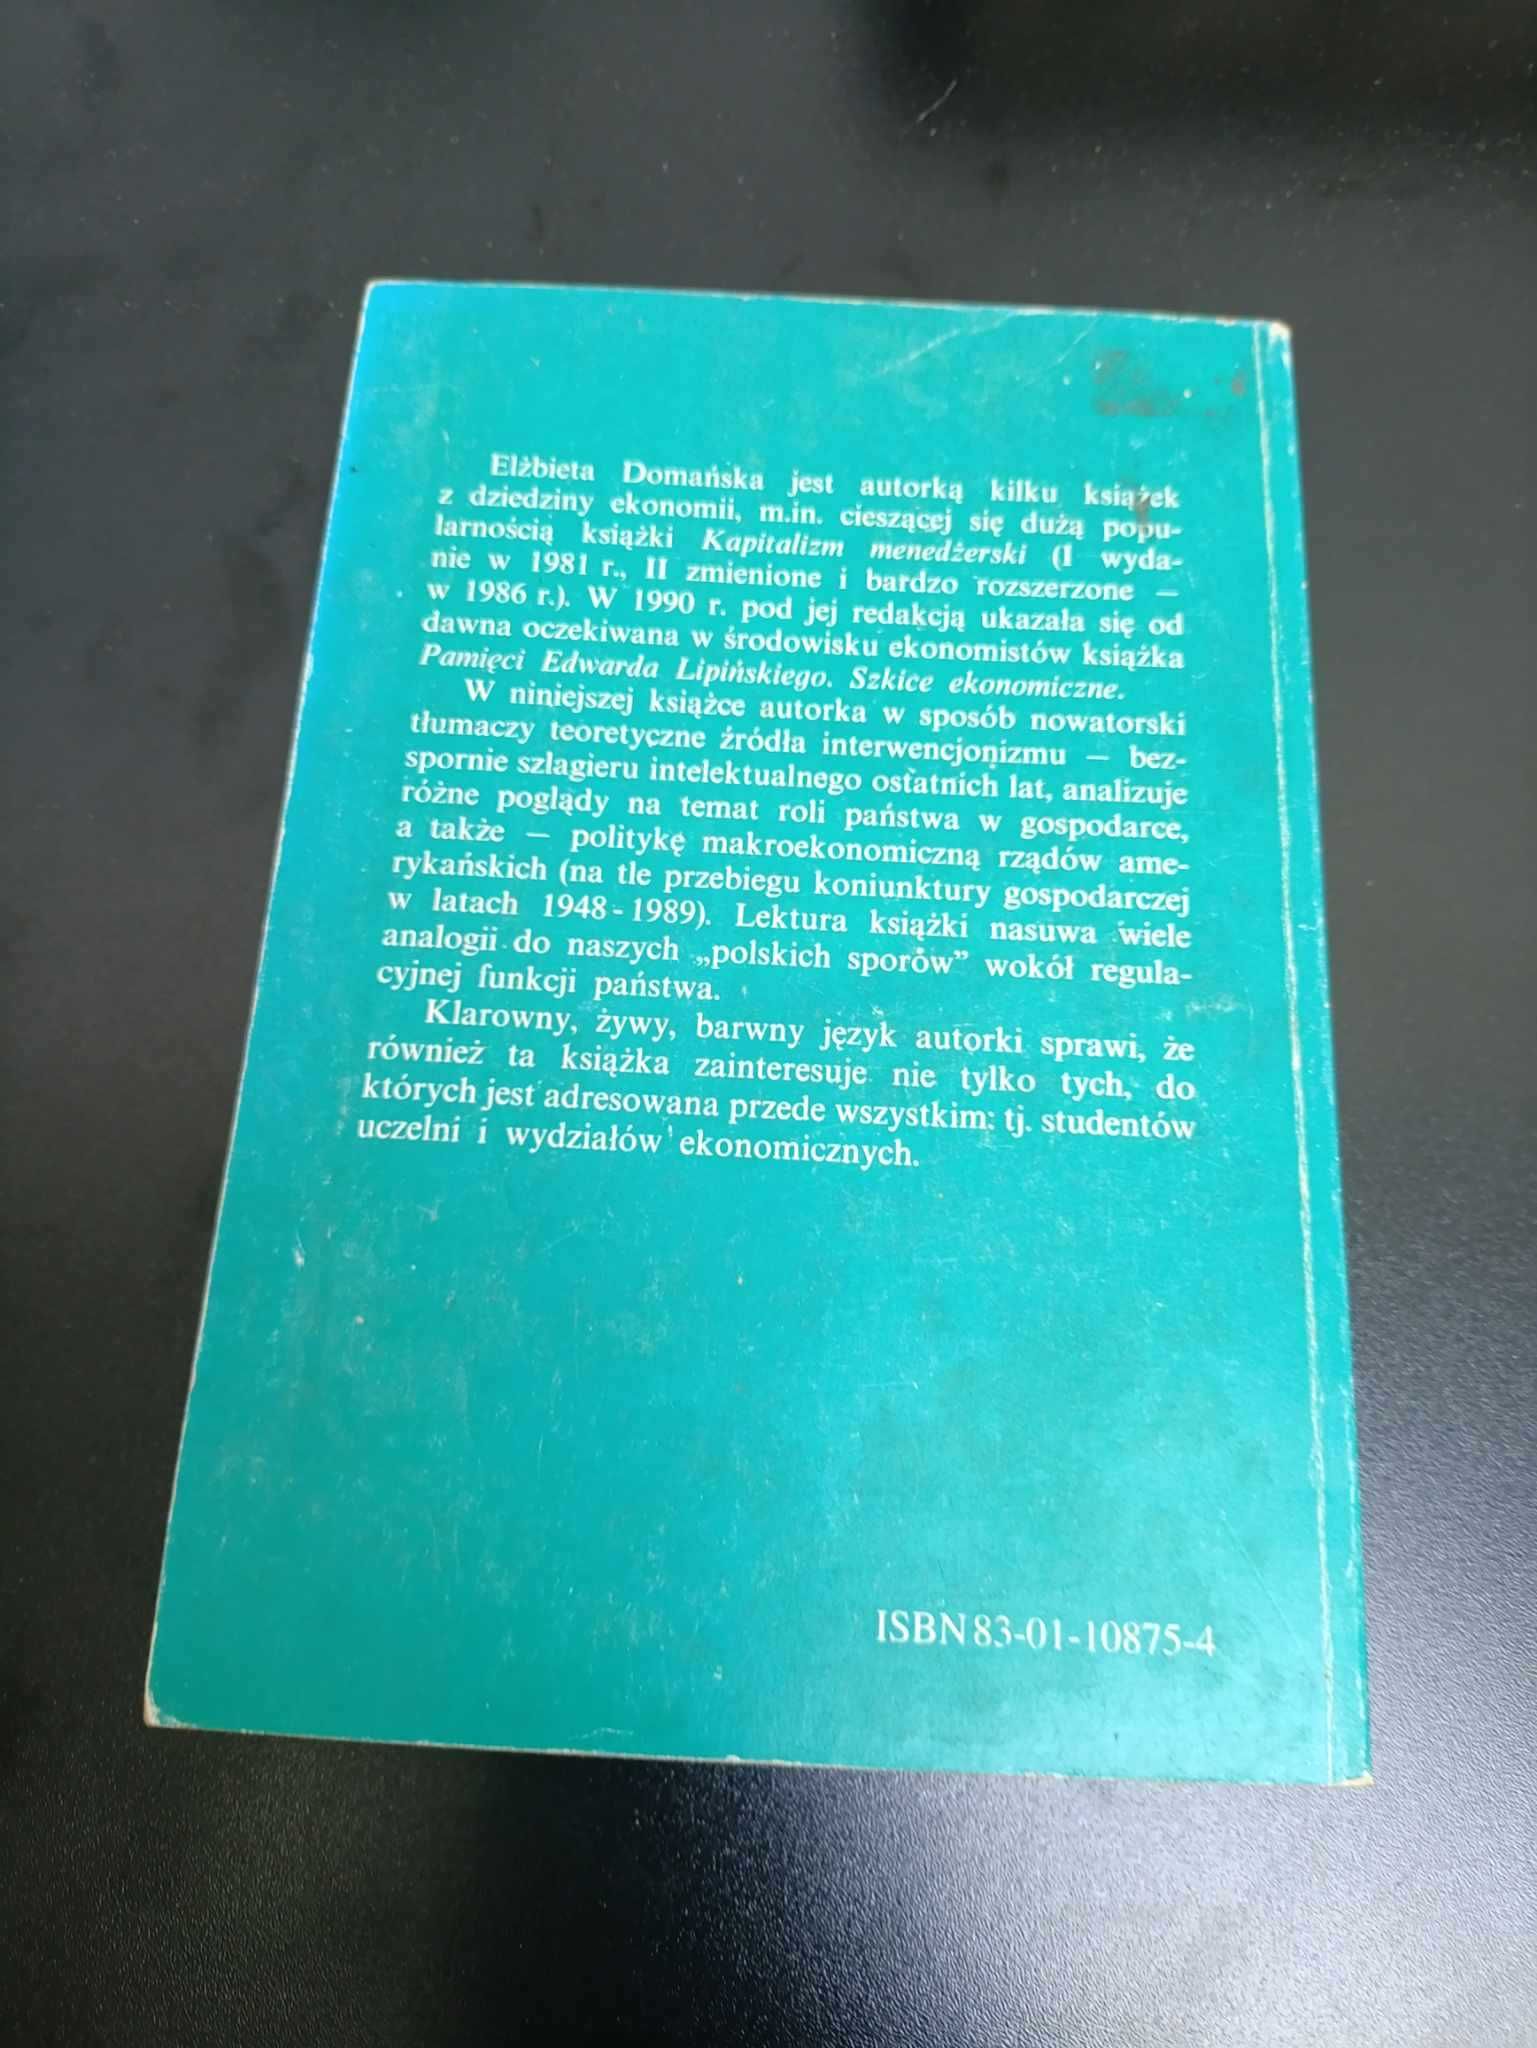 Elżbieta Domańska jest autorką kilku książek
z dziedziny ekonomii, m.in. cieszącej się dużą popu-
larnością książki Kapitalizm menedżerski (I wyda-
nie w 1981 r., II zmienione i bardzo rozszerzone —
w 1986 r.). W 1990 r. pod jej redakcją ukazała się od
dawna oczekiwana w środowisku ekonomistów książka
Pamięci Edwarda Lipińskiego. Szkice ekonomiczne.
W niniejszej książce autorka w sposób nowatorski
tłumaczy teoretyczne źródła interwencjonizmu — bez-
spornie szlagieru intelektualnego ostatnich lat, analizuje
różne poglądy na temat roli państwa w gospodarce,
a także — politykę makroekonomiczną rządów ame-
rykańskich (na tle przebiegu koniunktury gospodarczej
w latach 1948-1989). Lektura książki nasuwa wiele
analogii do naszych „polskich sporów” wokół regula-
cyjnej funkcji państwa.
Klarowny, żywy, barwny język autorki sprawi, że
również ta książka zainteresuje nie tylko tych, do
których jest adresowana przede wszystkim: tj. studentów
uczelni i wydziałów ekonomicznych.
ISBN 83-01-10875-4